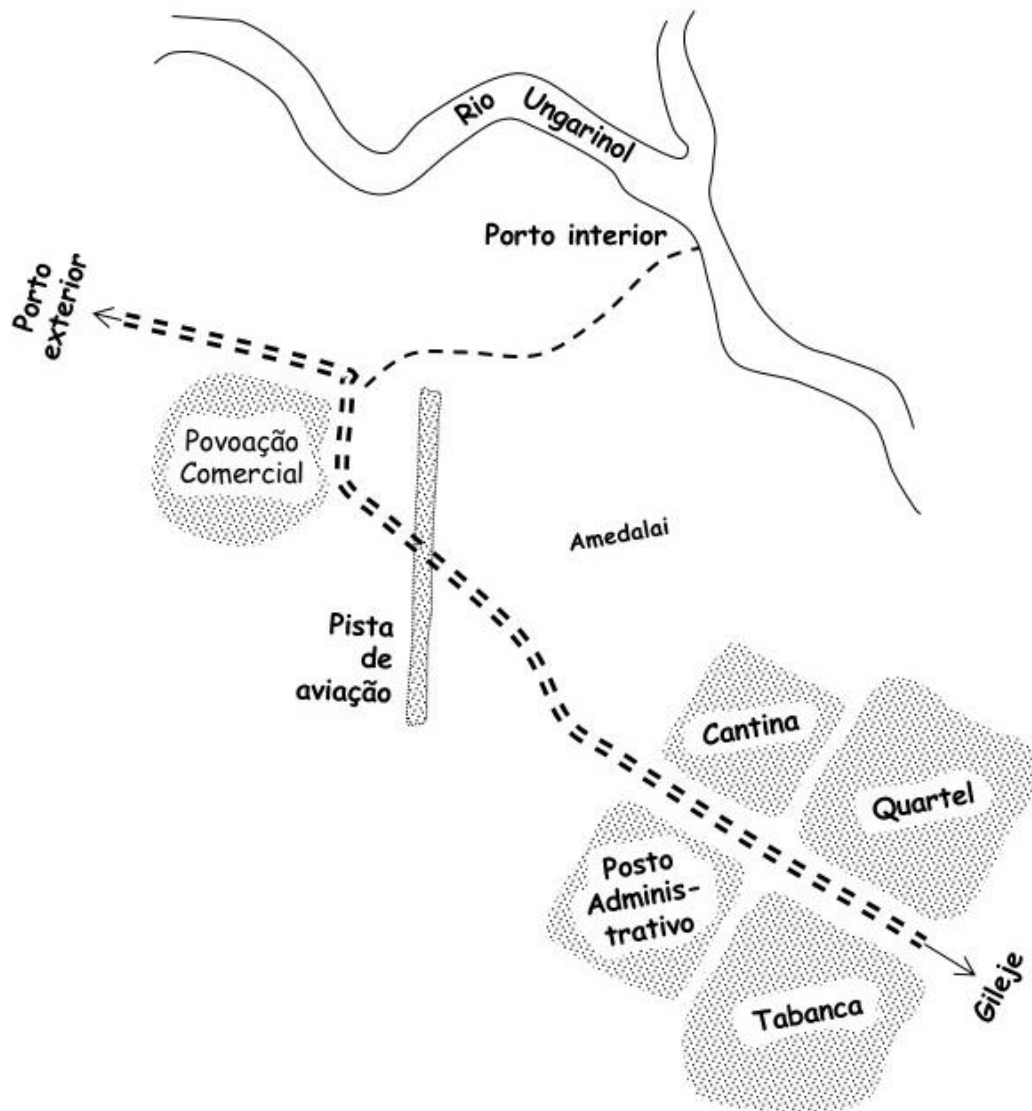 Rio Ungarinol
Porto interior
Porto
exterior
Povoação
Comercial
Amedalai
Pista
de
aviação
Cantina
Quartel
Posto
Adminis-
trativo
Tabanca
Gileje